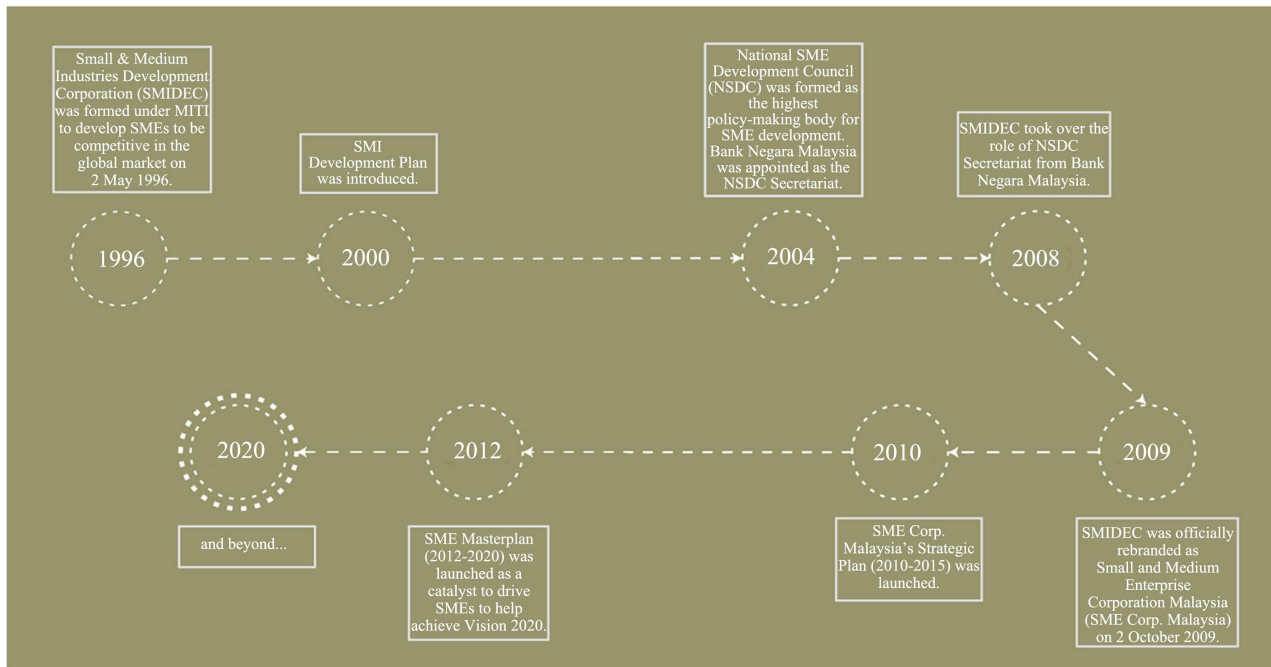 Small & Medium
Industries Development
Corporation (SMIDEC)
was formed under MITI
to develop SMEs to be
competitive in the
global market on
2 May 1996.
SMI
Development Plan
was introduced.
National SME
Development Council
(NSDC) was formed as
the highest
policy-making body for
SME development.
Bank Negara Malaysia
was appointed as the
NSDC Secretariat.
SMIDEC took over the
role of NSDC
Secretariat from Bank
Negara Malaysia.
1996
2000
2004
2008
2020
2012
2010
2009
and beyond...
SME Masterplan
(2012-2020) was
launched as a
catalyst to drive
SMEs to help
achieve Vision 2020.
SME Corp.
Malaysia's Strategic
Plan (2010-2015) was
launched.
SMIDEC was officially
rebranded as
Small and Medium
Enterprise
Corporation Malaysia
(SME Corp. Malaysia)
on 2 October 2009.